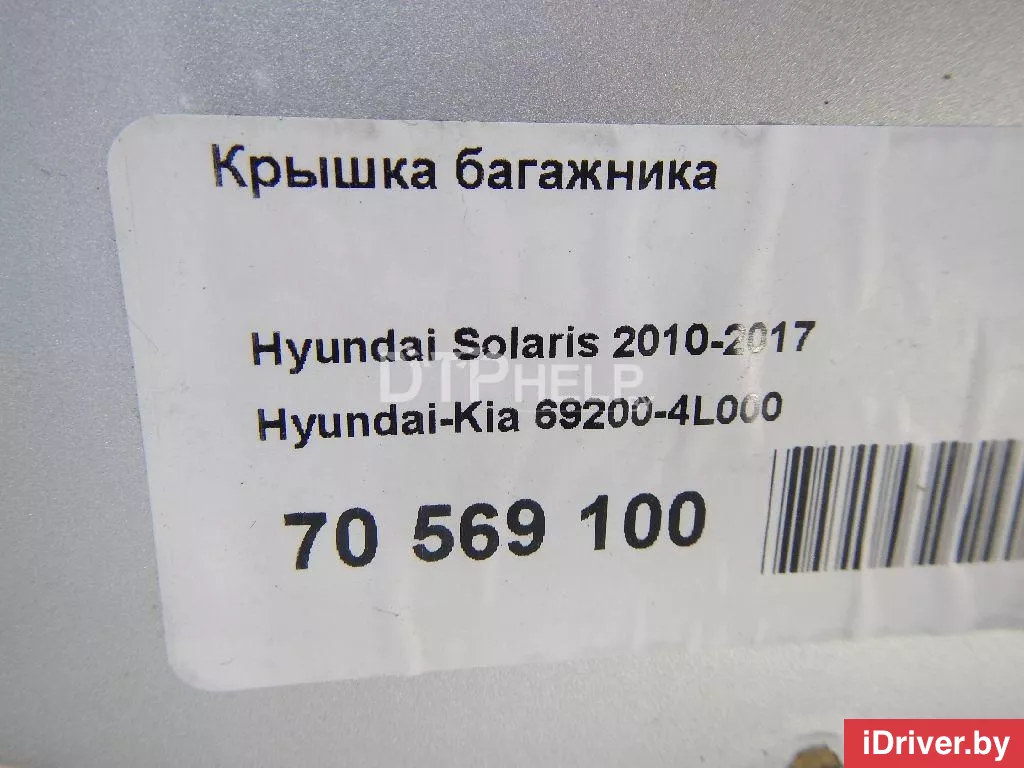 Крышка багажника
Hyundai Solaris 2010-2017
DTPHELP
Hyundai-Kia 69200-4L000
70 569 100
iDriver.by